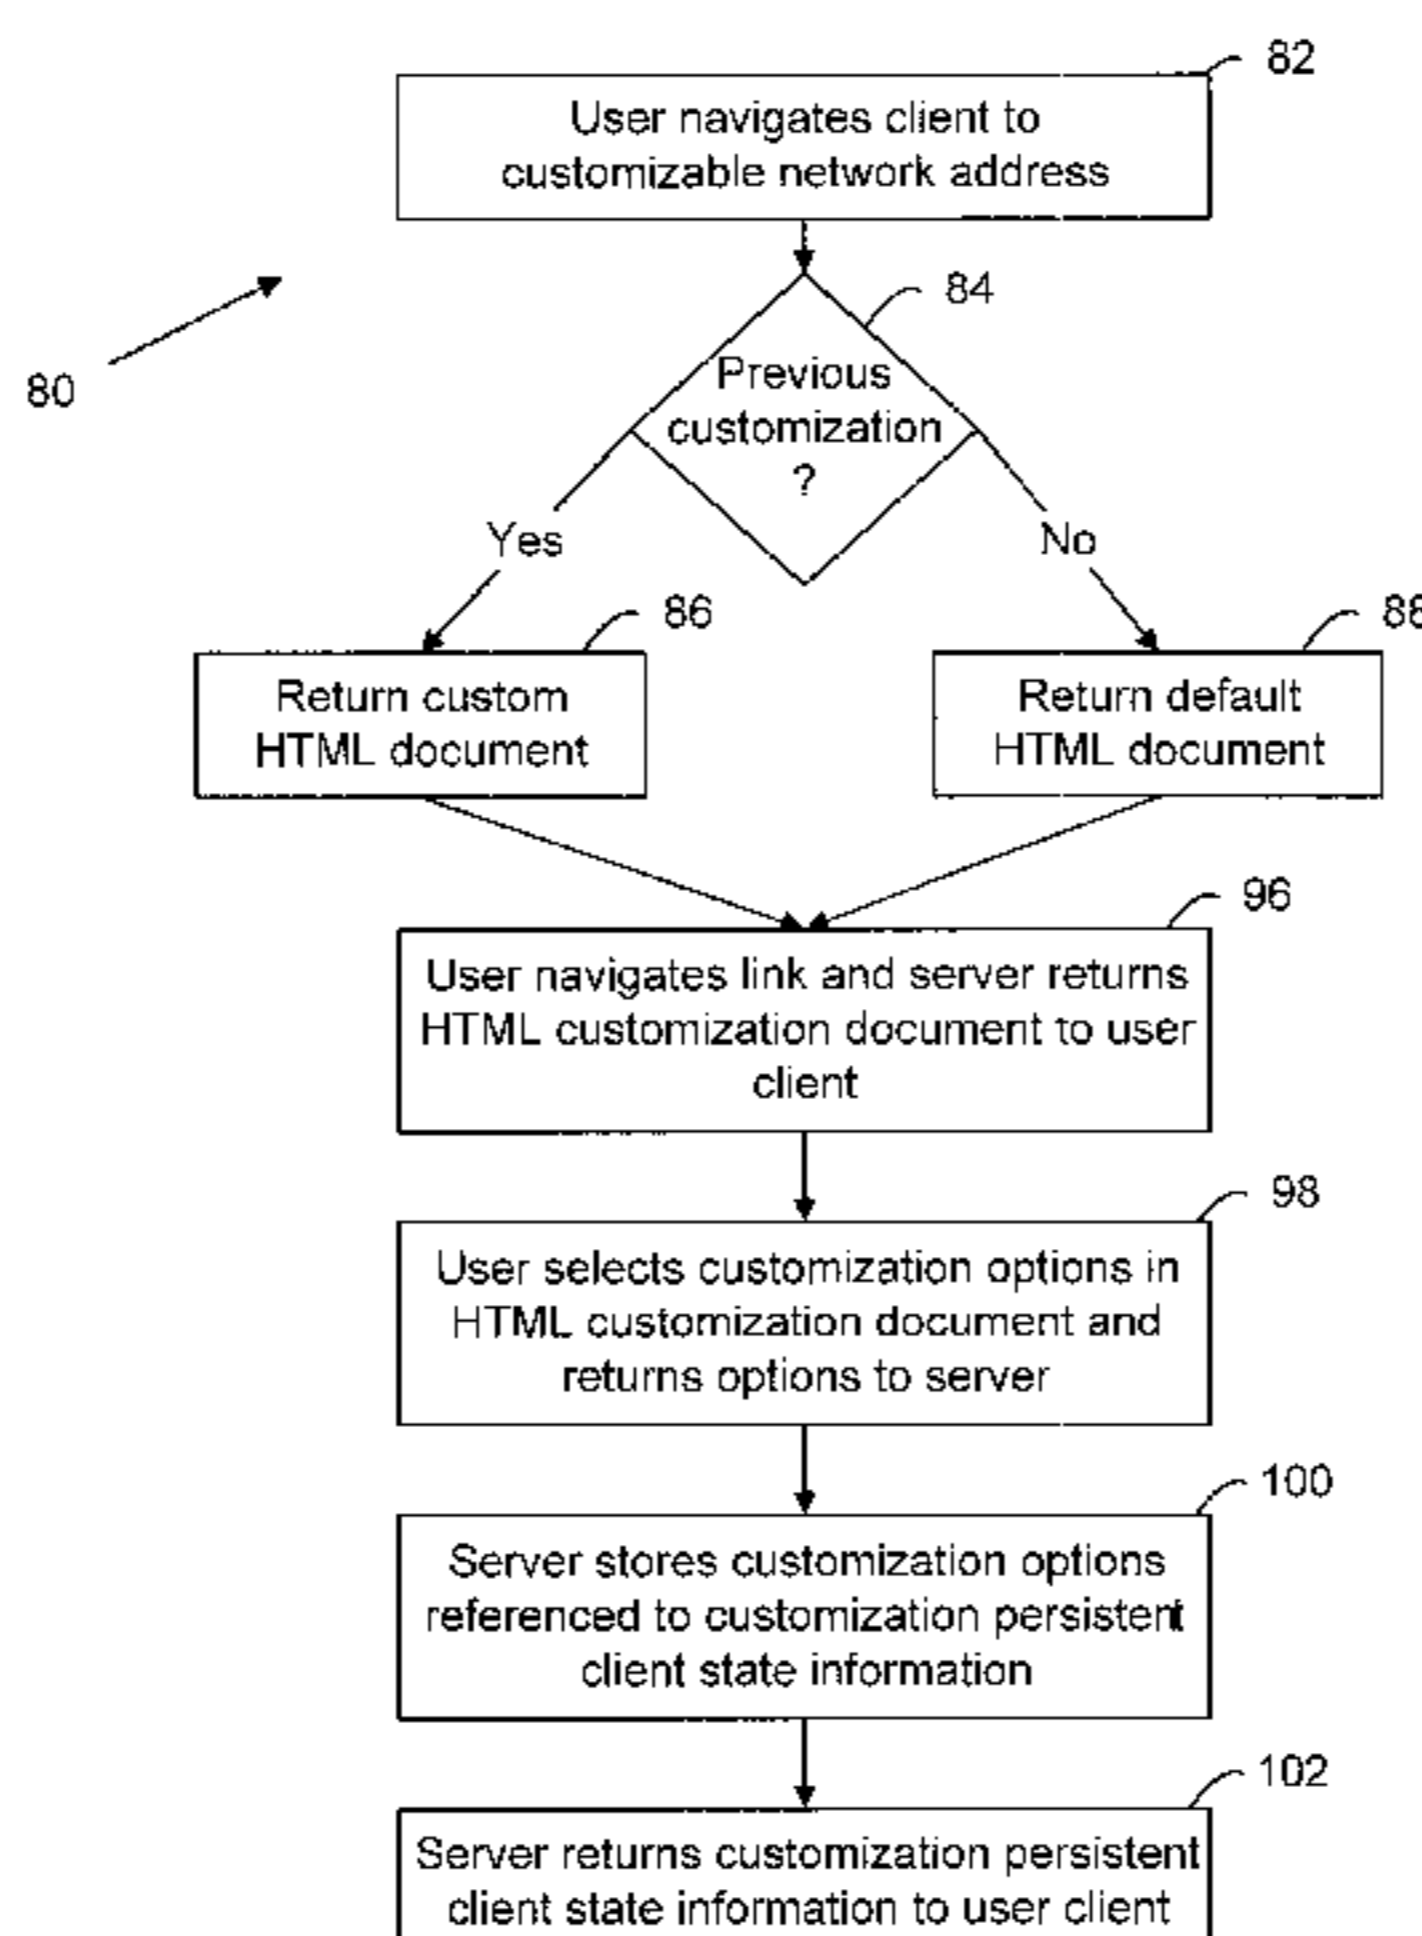 82
User navigates client to
customizable network address
80
84
Previous
customization
?
Yes
No
86
88
Return custom
HTML document
Return default
HTML document
96
User navigates link and server returns
HTML customization document to user
client
98
User selects customization options in
HTML customization document and
returns options to server
100
Server stores customization options
referenced to customization persistent
client state information
102
Server returns customization persistent
client state information to user client